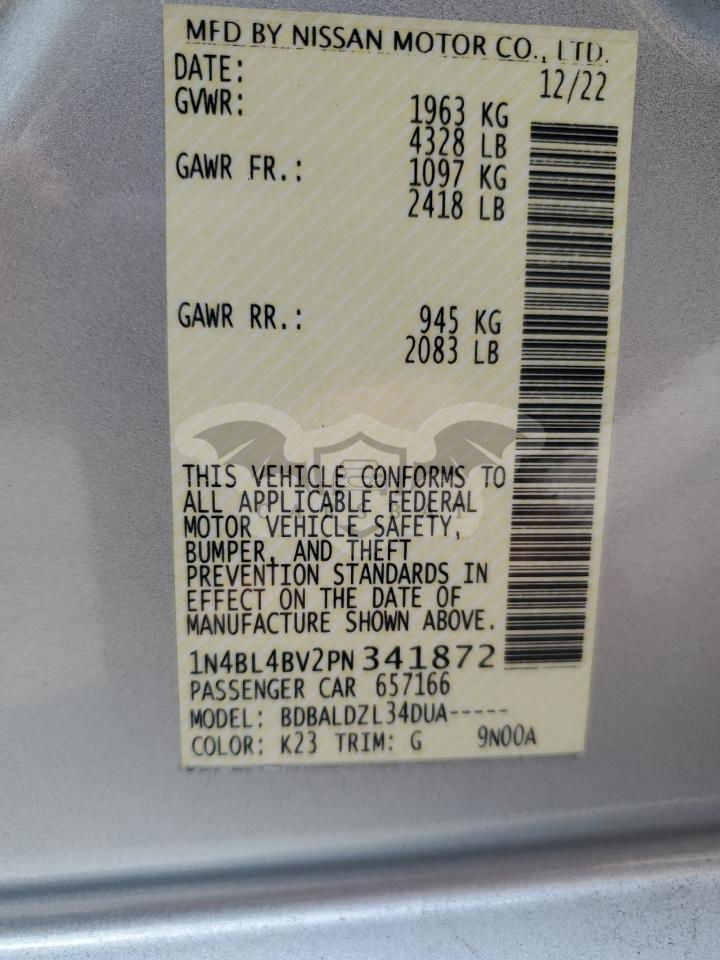 MFD BY NISSAN MOTOR CO., LTD.
DATE: 12/22
GVWR: 1963 KG
4328 LB
GAWR FR.: 1097 KG
2418 LB
GAWR RR.: 945 KG
2083 LB
THIS VEHICLE CONFORMS TO
ALL APPLICABLE FEDERAL
MOTOR VEHICLE SAFETY,
BUMPER, AND THEFT
PREVENTION STANDARDS IN
EFFECT ON THE DATE OF
MANUFACTURE SHOWN ABOVE.
1N4BL4BV2PN341872
PASSENGER CAR 657166
MODEL: BDBALDZL34DUA-----
COLOR: K23 TRIM: G 9N00A